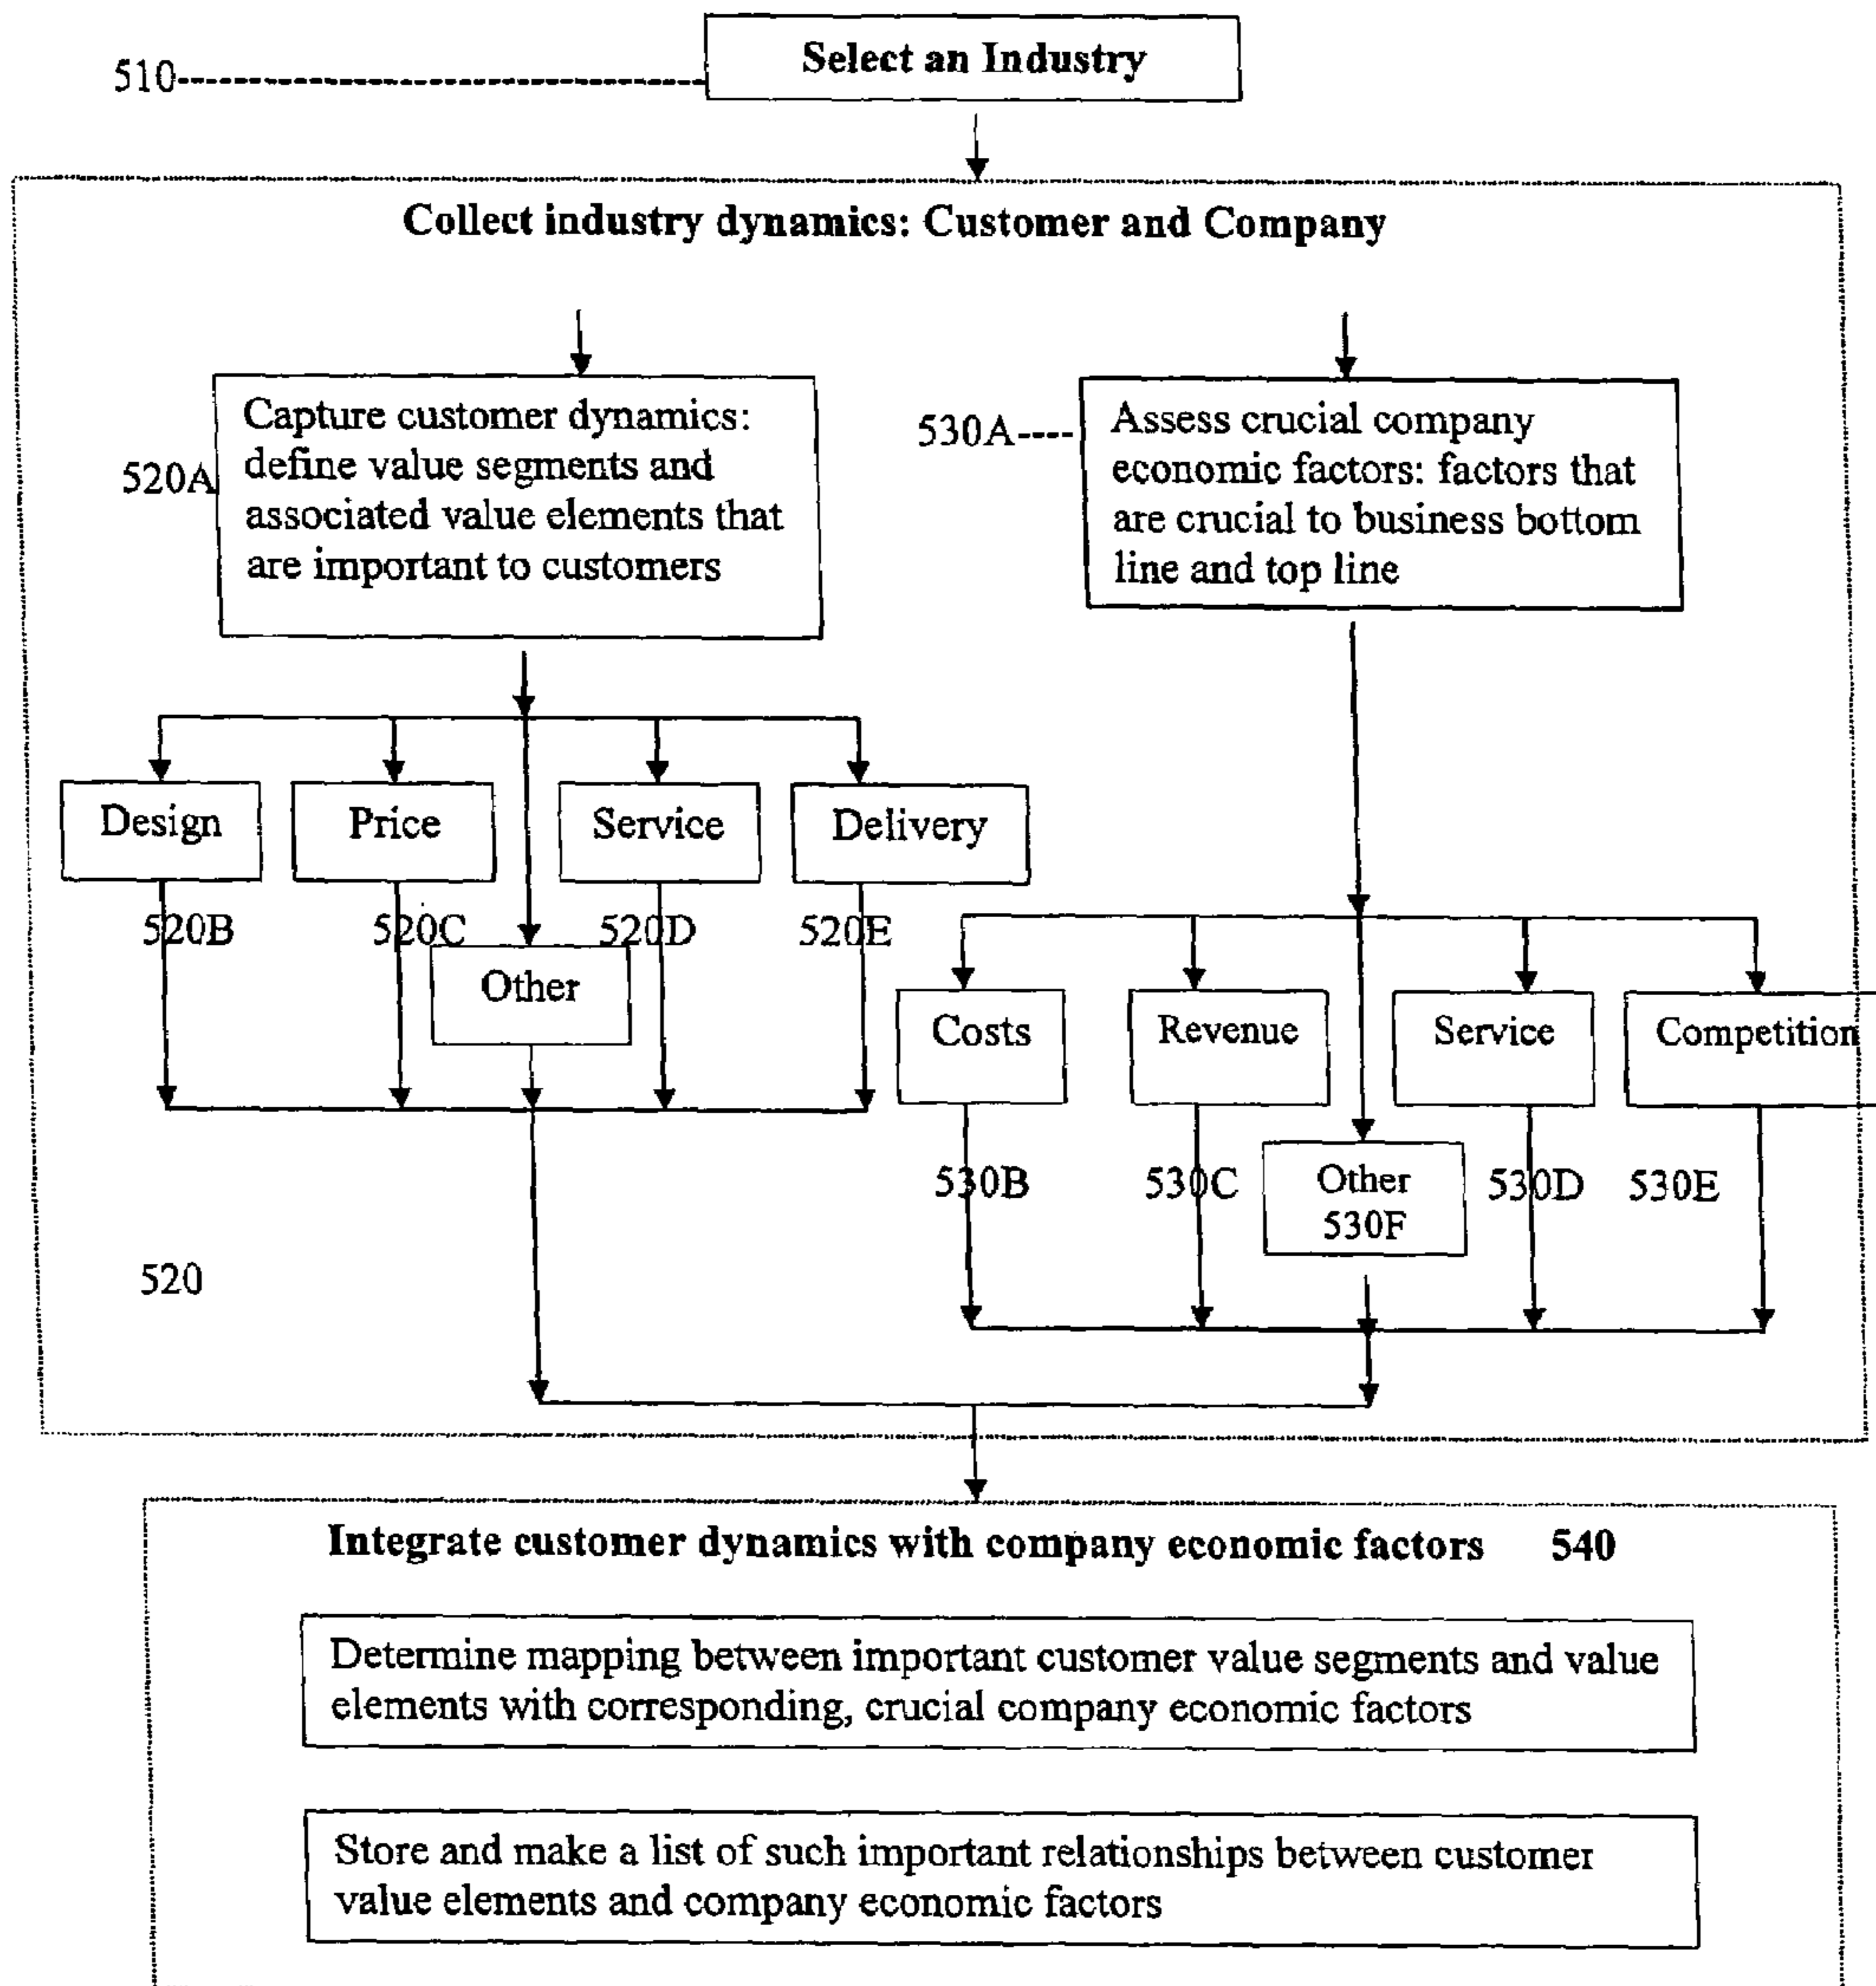 Select an Industry
510
Collect industry dynamics: Customer and Company
520A
Capture customer dynamics:
define value segments and
associated value elements that
are important to customers
530A
Assess crucial company
economic factors: factors that
are crucial to business bottom
line and top line
Design
Price
Service
Delivery
520B
520C
520D
520E
Other
Costs
Revenue
Service
Competition
530B
530C
Other
530F
530D
530E
520
Integrate customer dynamics with company economic factors 540
Determine mapping between important customer value segments and value
elements with corresponding, crucial company economic factors
Store and make a list of such important relationships between customer
value elements and company economic factors